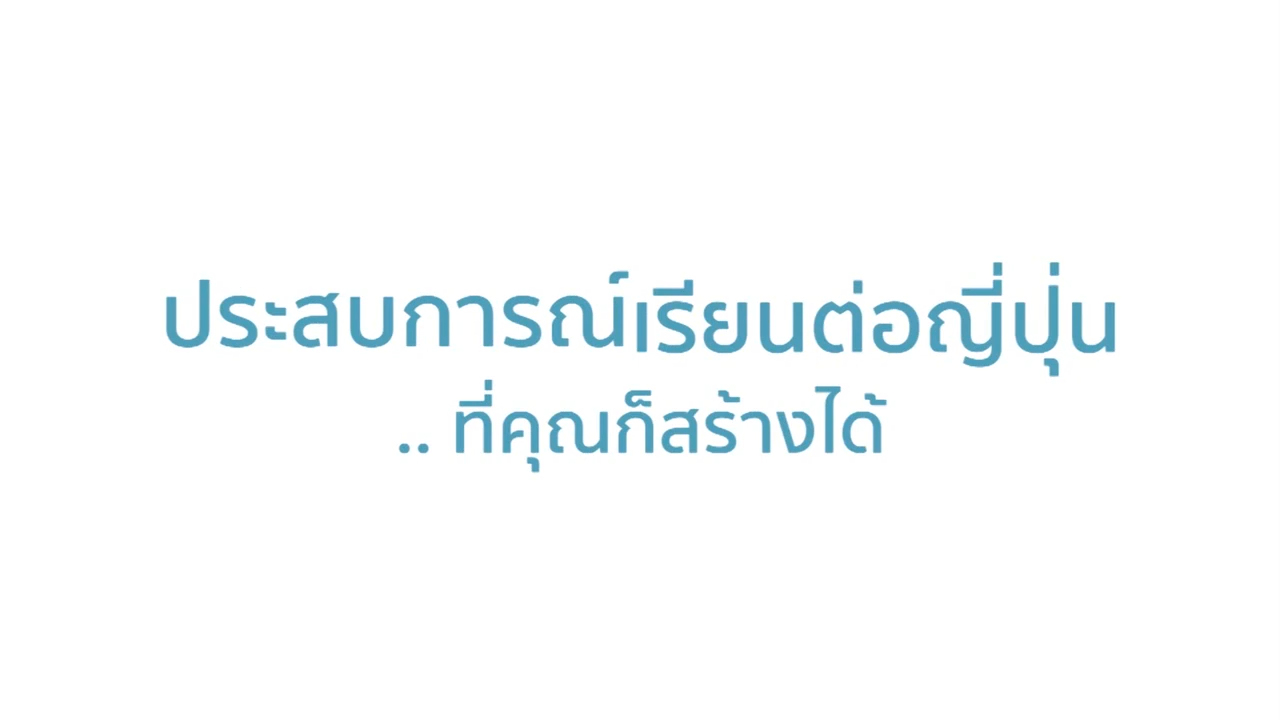 ประสบการณ์เรียนต่อญี่ปุ่น
.. ที่คุณก็สร้างได้